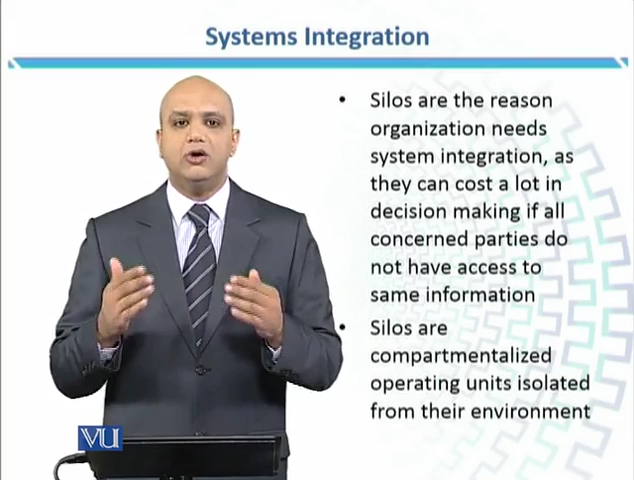 Systems Integration
• Silos are the reason
organization needs
system integration, as
they can cost a lot in
decision making if all
concerned parties do
not have access to
same information
• Silos are
compartmentalized
operating units isolated
from their environment
VU